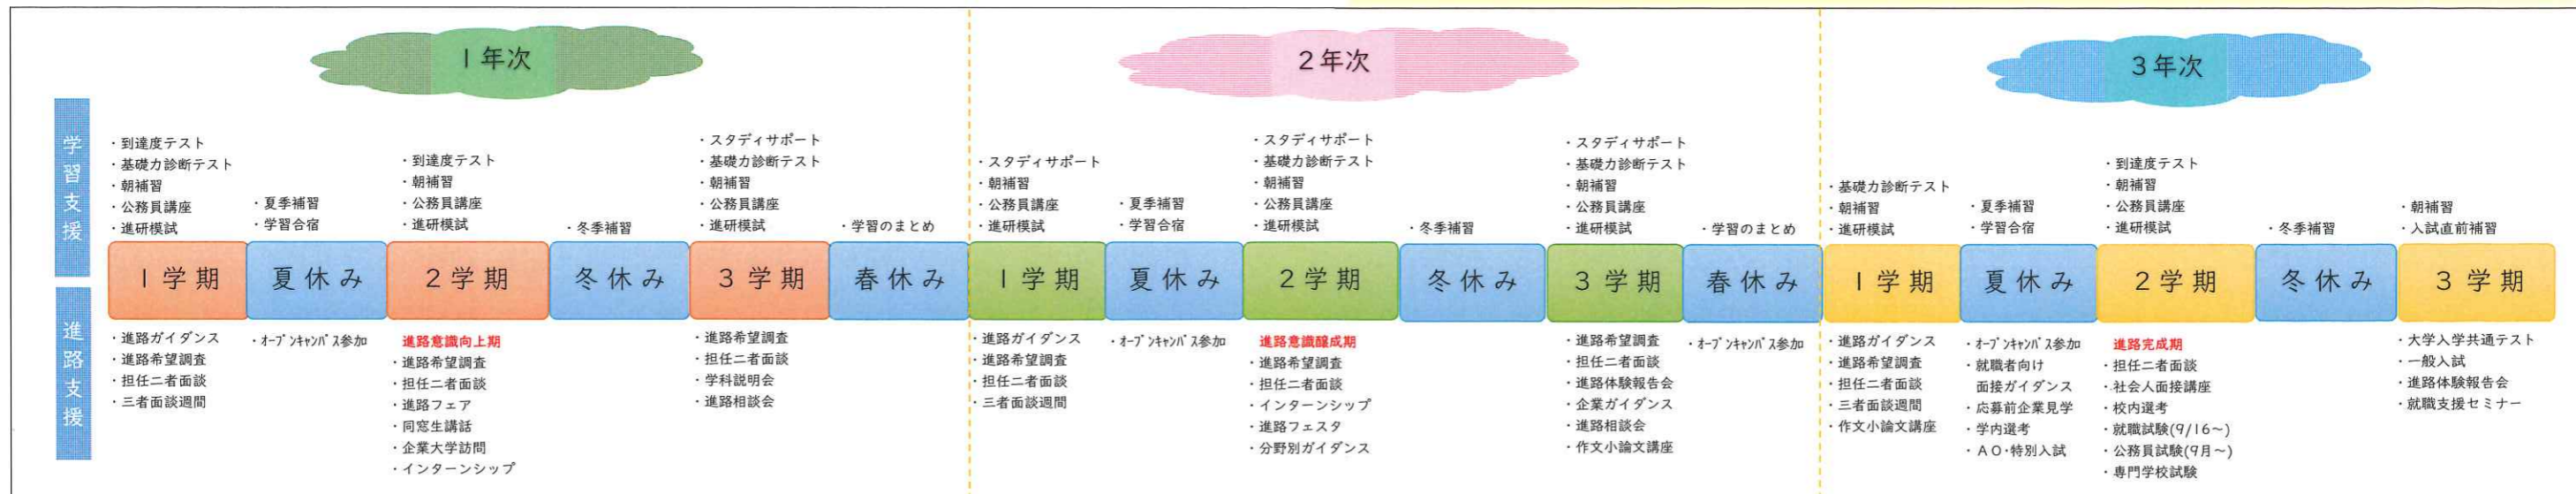 1年次
2年次
3年次
学習支援
・到達度テスト
・基礎力診断テスト
・朝補習
・公務員講座
・進研模試
・夏季補習
・学習合宿
・到達度テスト
・朝補習
・公務員講座
・進研模試
・冬季補習
・スタディサポート
・基礎力診断テスト
・朝補習
・公務員講座
・進研模試
・学習のまとめ
・スタディサポート
・朝補習
・公務員講座
・進研模試
・夏季補習
・学習合宿
・スタディサポート
・基礎力診断テスト
・朝補習
・公務員講座
・進研模試
・冬季補習
・スタディサポート
・基礎力診断テスト
・朝補習
・公務員講座
・進研模試
・学習のまとめ
・基礎力診断テスト
・朝補習
・進研模試
・夏季補習
・学習合宿
・到達度テスト
・朝補習
・公務員講座
・進研模試
・冬季補習
・朝補習
・入試直前補習
1学期
夏休み
2学期
冬休み
3学期
春休み
1学期
夏休み
2学期
冬休み
3学期
春休み
1学期
夏休み
2学期
冬休み
3学期
進路支援
・進路ガイダンス
・進路希望調査
・担任二者面談
・三者面談週間
・オープンキャンパス参加
進路意識向上期
・進路希望調査
・担任二者面談
・進路フェア
・同窓生講話
・企業大学訪問
・インターンシップ
・進路希望調査
・担任二者面談
・学科説明会
・進路相談会
・進路ガイダンス
・進路希望調査
・担任二者面談
・三者面談週間
・オープンキャンパス参加
進路意識醸成期
・進路希望調査
・担任二者面談
・インターンシップ
・進路フェスタ
・分野別ガイダンス
・進路希望調査
・担任二者面談
・進路体験報告会
・企業ガイダンス
・進路相談会
・作文小論文講座
・オープンキャンパス参加
・進路ガイダンス
・進路希望調査
・担任二者面談
・三者面談週間
・作文小論文講座
・オープンキャンパス参加
・就職者向け
面接ガイダンス
・応募前企業見学
・学内選考
・AO・特別入試
進路完成期
・担任二者面談
・社会人面接講座
・校内選考
・就職試験(9/16〜)
・公務員試験(9月〜)
・専門学校試験
・大学入学共通テスト
・一般入試
・進路体験報告会
・就職支援セミナー